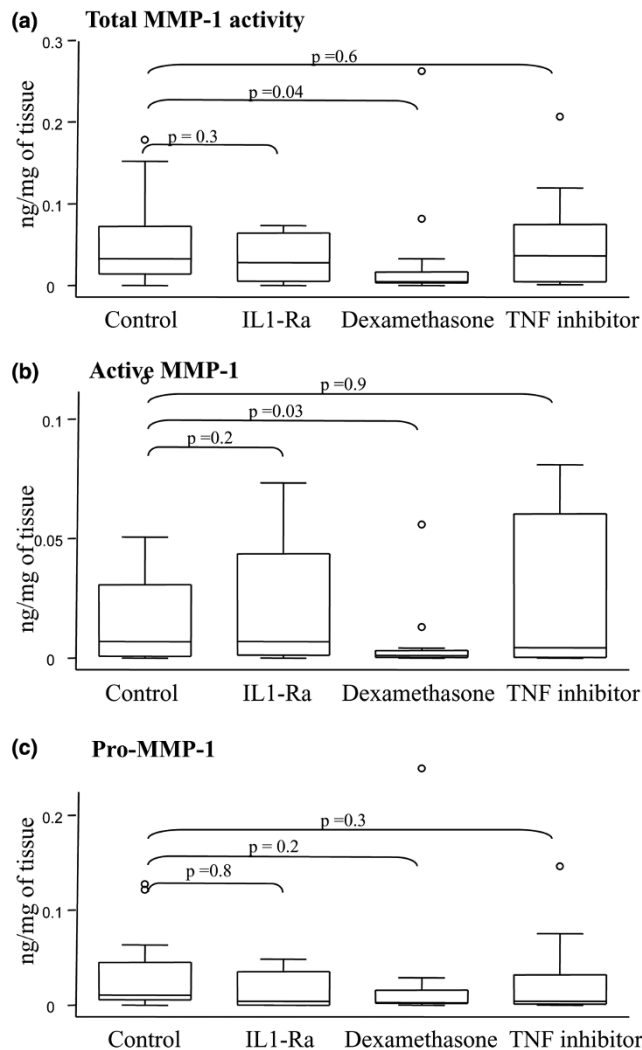 (a) Total MMP-1 activity
0.3
p =0.6
p =0.04
0.2
p = 0.3
0.1
0
ng/mg of tissue
Control IL1-Ra Dexamethasone TNF inhibitor
(b) Active MMP-1
p =0.9
0.1
p =0.03
p =0.2
0.05
0
ng/mg of tissue
Control IL1-Ra Dexamethasone TNF inhibitor
(c) Pro-MMP-1
0.2
p =0.3
p = 0.2
p =0.8
0.1
0
ng/mg of tissue
Control IL1-Ra Dexamethasone TNF inhibitor